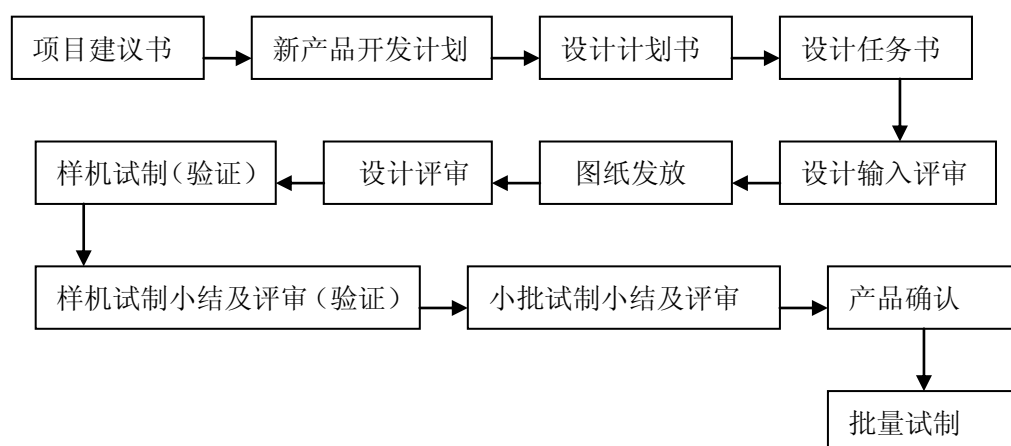 项目建议书
新产品开发计划
设计计划书
设计任务书
设计输入评审
图纸发放
设计评审
样机试制(验证)
样机试制小结及评审(验证)
小批试制小结及评审
产品确认
批量试制